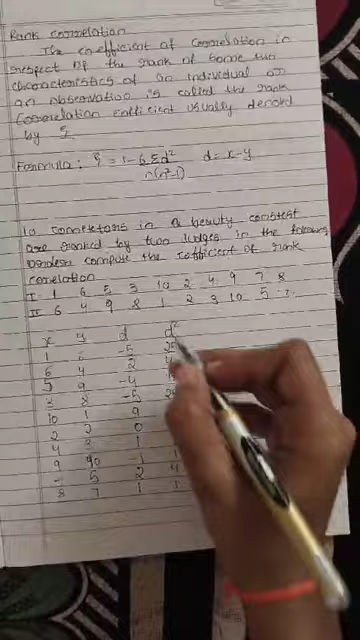 Rank Correlation
The coefficient of Correlation in
respect of the rank of some two
characteristics of an individual or
an observation is called the rank
Correlation usually denoted
by
Formula: = 1 - 6 Σd² d = x - y
n(n²-1)
10 Competitors in a beauty contest
are ranked by two Judges in the following
compute the coefficient of rank
correlation
I: 1 6 5 3 10 2 4 9 7 8
II: 6 4 9 8 1 2 3 10 5 7
x y d d²
1 -5 25
6 4 2 4
9 -4
3 8 -5
10 1 9
2 2 0
4 3 1
9 10 -1 1
5 2 4
8 7 1 1